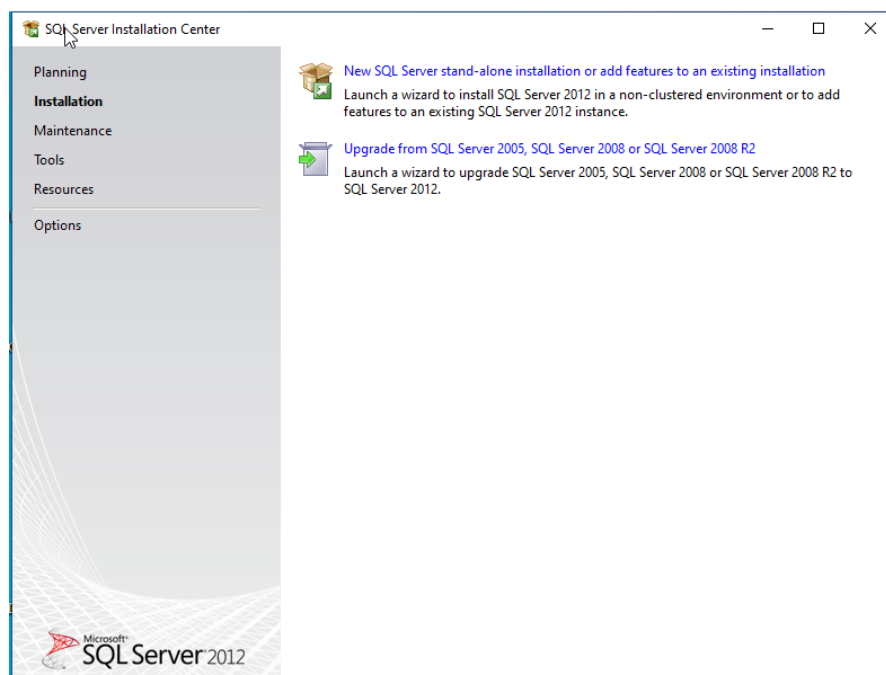 SQL Server Installation Center
Planning
Installation
Maintenance
Tools
Resources
Options
New SQL Server stand-alone installation or add features to an existing installation
Launch a wizard to install SQL Server 2012 in a non-clustered environment or to add
features to an existing SQL Server 2012 instance.
Upgrade from SQL Server 2005, SQL Server 2008 or SQL Server 2008 R2
Launch a wizard to upgrade SQL Server 2005, SQL Server 2008 or SQL Server 2008 R2 to
SQL Server 2012.
Microsoft®
SQL Server 2012